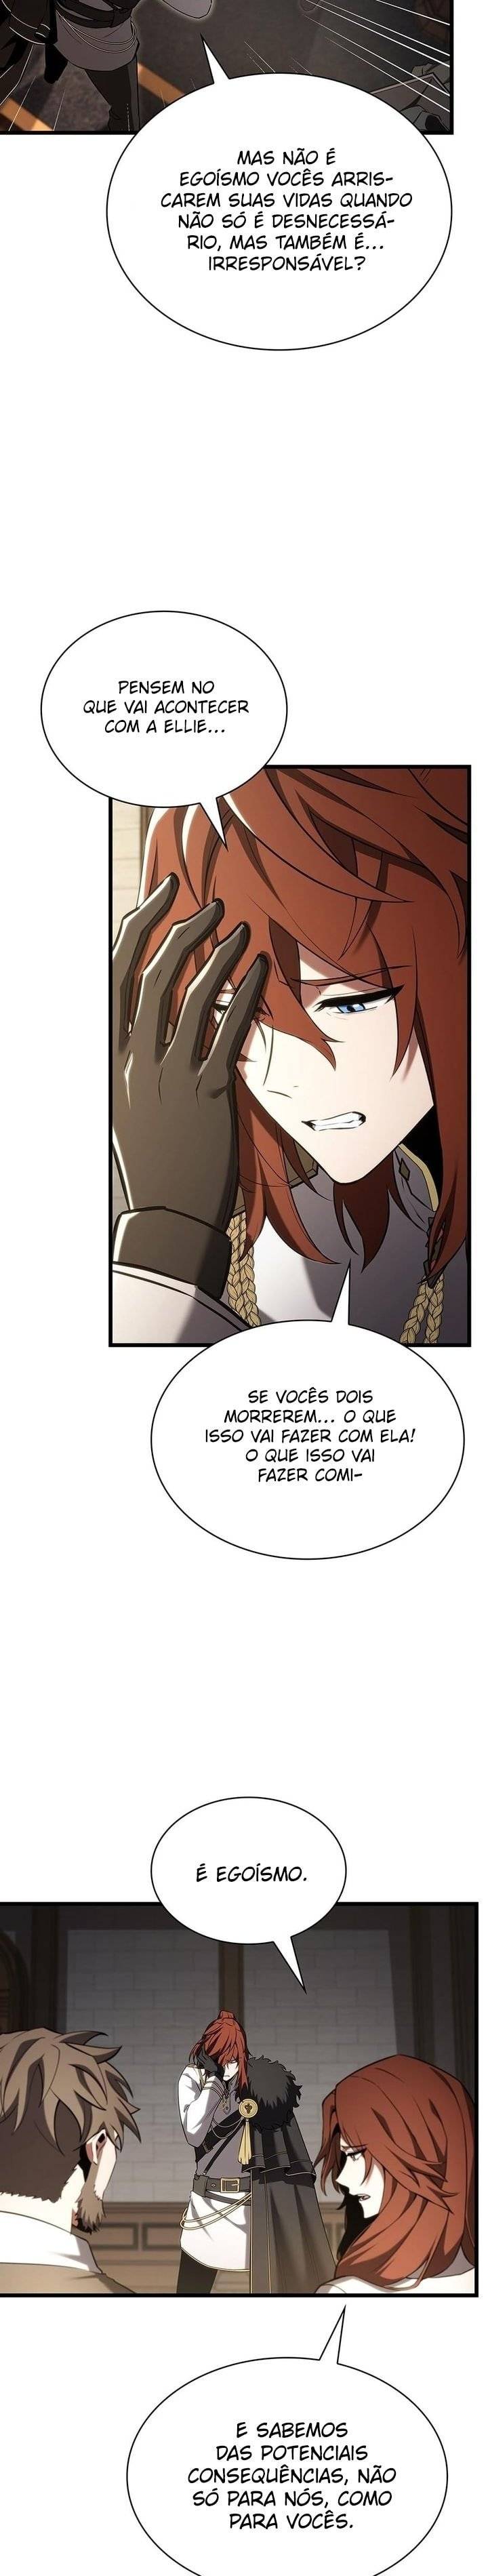 MAS NÃO É
EGOÍSMO VOCÊS ARRIS-
CAREM SUAS VIDAS QUANDO
NÃO SÓ É DESNECESSÁ-
RIO, MAS TAMBÉM É...
IRRESPONSÁVEL?
PENSEM NO
QUE VAI ACONTECER
COM A ELLIE...
SE VOCÊS DOIS
MORREREM... O QUE
ISSO VAI FAZER COM ELA!
O QUE ISSO VAI
FAZER COMI-
É EGOÍSMO.
E SABEMOS
DAS POTENCIAIS
CONSEQUÊNCIAS, NÃO
SÓ PARA NÓS, COMO
PARA VOCÊS.